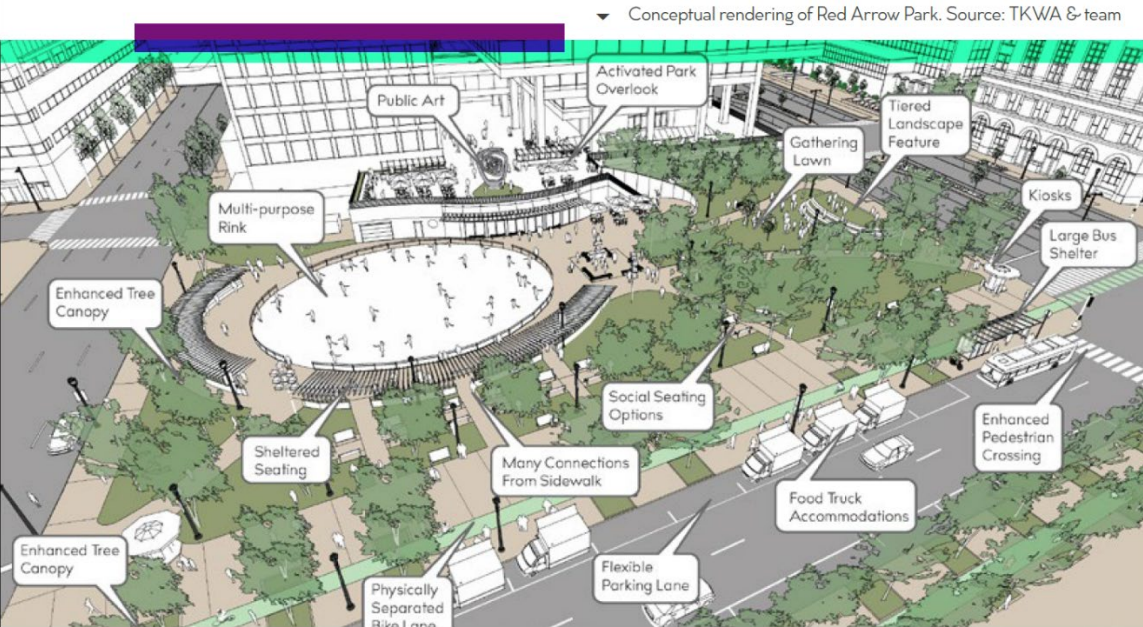 Conceptual rendering of Red Arrow Park. Source: TKWA & team
Activated Park
Overlook
Public Art
Tiered
Landscape
Feature
Gathering
Lawn
Kiosks
Multi-purpose
Rink
Large Bus
Shelter
Enhanced Tree
Canopy
Social Seating
Options
Enhanced
Pedestrian
Crossing
Sheltered
Seating
Many Connections
From Sidewalk
Food Truck
Accommodations
Enhanced Tree
Canopy
Flexible
Parking Lane
Physically
Separated
Bike Lane